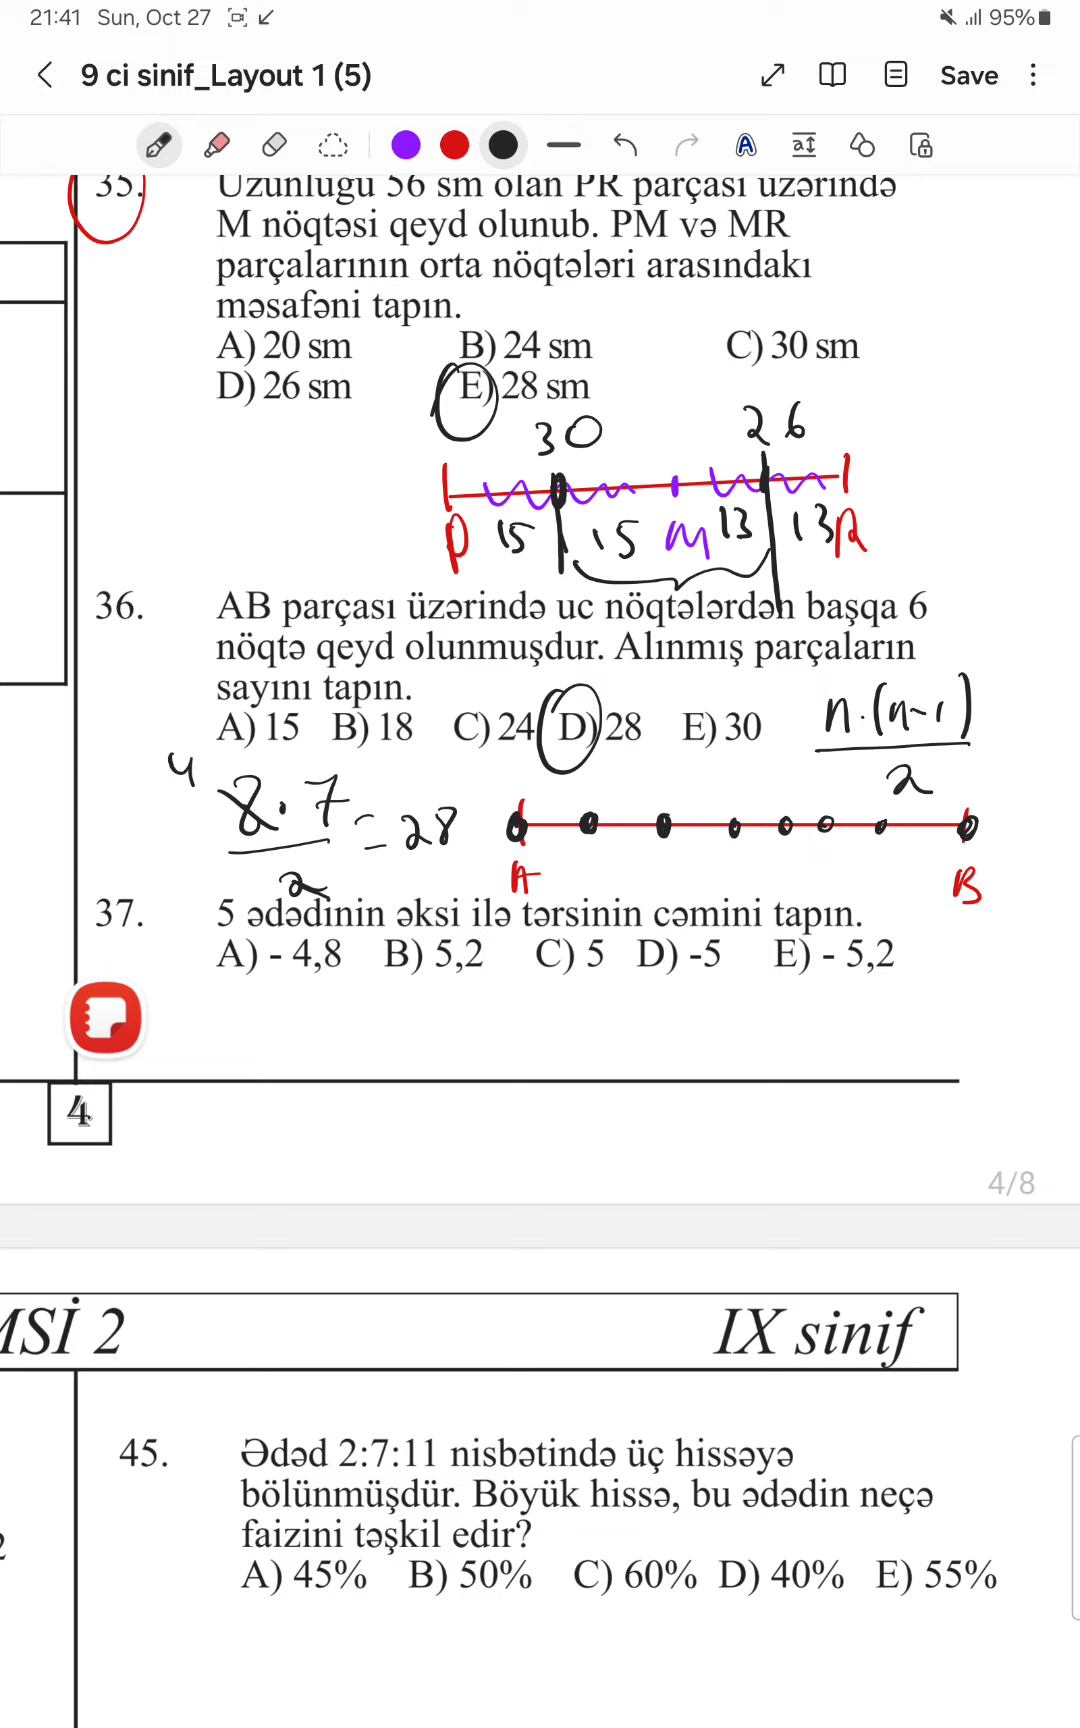 21:41 Sun, Oct 27 95%
9 ci sinif_Layout 1 (5)
Save
35. Uzunluğu 56 sm olan PR parçası üzərində
M nöqtəsi qeyd olunub. PM və MR
parçalarının orta nöqtələri arasındakı
məsafəni tapın.
A) 20 sm B) 24 sm C) 30 sm
D) 26 sm E) 28 sm
30 26
P 15 15 M 13 13 R
36. AB parçası üzərində uc nöqtələrdən başqa 6
nöqtə qeyd olunmuşdur. Alınmış parçaların
sayını tapın.
A) 15 B) 18 C) 24 D) 28 E) 30
n·(n-1)
2
4
8·7 = 28
2
A B
37. 5 ədədinin əksi ilə tərsinin cəmini tapın.
A) - 4,8 B) 5,2 C) 5 D) -5 E) - 5,2
4
4/8
MSİ 2 IX sinif
45. Ədəd 2:7:11 nisbətində üç hissəyə
bölünmüşdür. Böyük hissə, bu ədədin neçə
faizini təşkil edir?
A) 45% B) 50% C) 60% D) 40% E) 55%